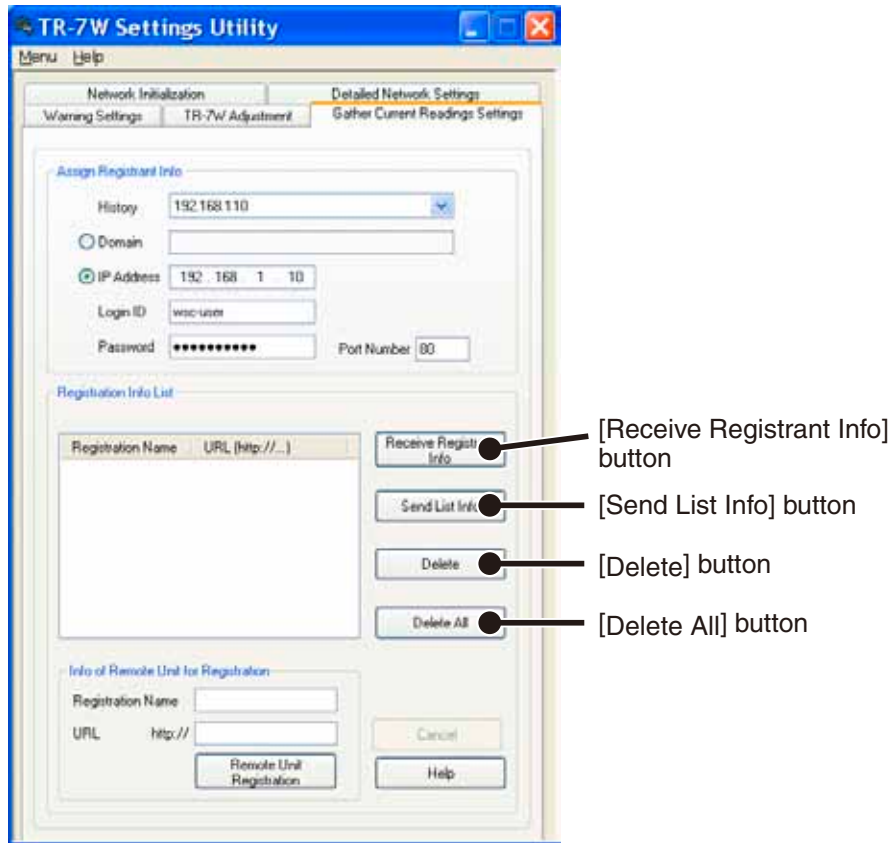 TR-7W Settings Utility
Menu Help
Network Initialization Detailed Network Settings
Warning Settings TR-7W Adjustment Gather Current Readings Settings
Assign Registrant Info
History 192.168.1.10
Domain
IP Address 192 . 168 . 1 . 10
Login ID wsc-user
Password ●●●●●●●●●● Port Number 80
Registration Info List
Registration Name URL (http://...)
Receive Registr
Info
[Receive Registrant Info]
button
Send List Info
[Send List Info] button
Delete
[Delete] button
Delete All
[Delete All] button
Info of Remote Unit for Registration
Registration Name
URL http://
Remote Unit
Registration
Cancel
Help